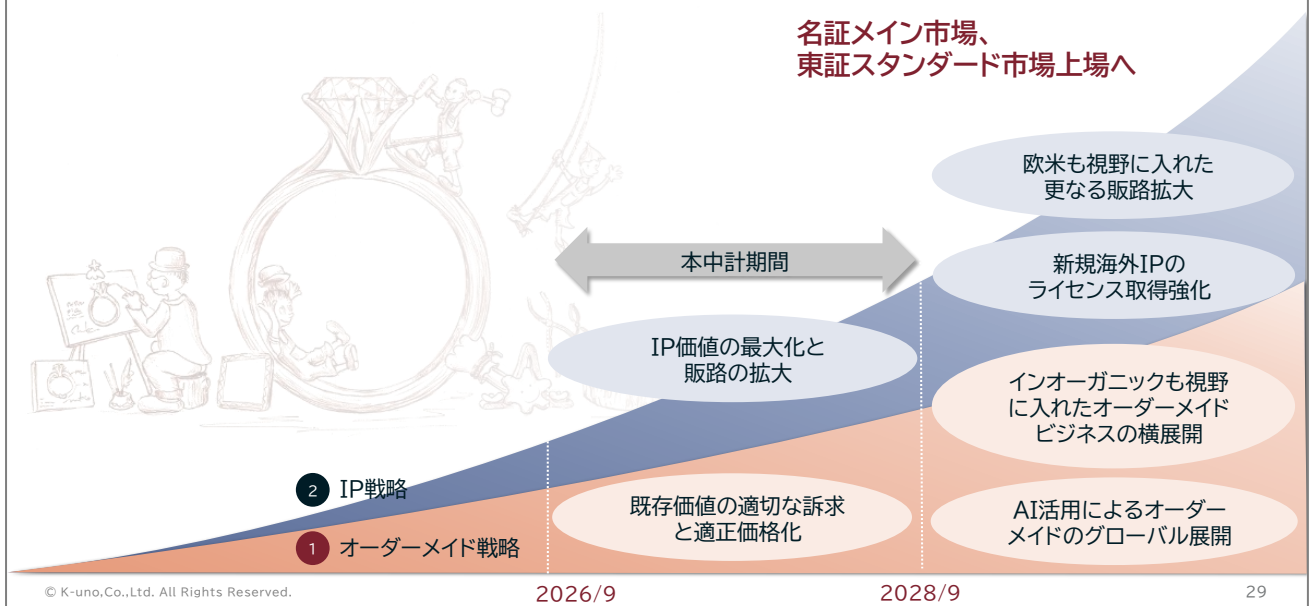 名証メイン市場、
東証スタンダード市場上場へ
欧米も視野に入れた
更なる販路拡大
本中計期間
新規海外IPの
ライセンス取得強化
IP価値の最大化と
販路の拡大
インオーガニックも視野
に入れたオーダーメイド
ビジネスの横展開
2 IP戦略
既存価値の適切な訴求
と適正価格化
AI活用によるオーダー
メイドのグローバル展開
1 オーダーメイド戦略
© K-uno,Co.,Ltd. All Rights Reserved.
2026/9
2028/9
29